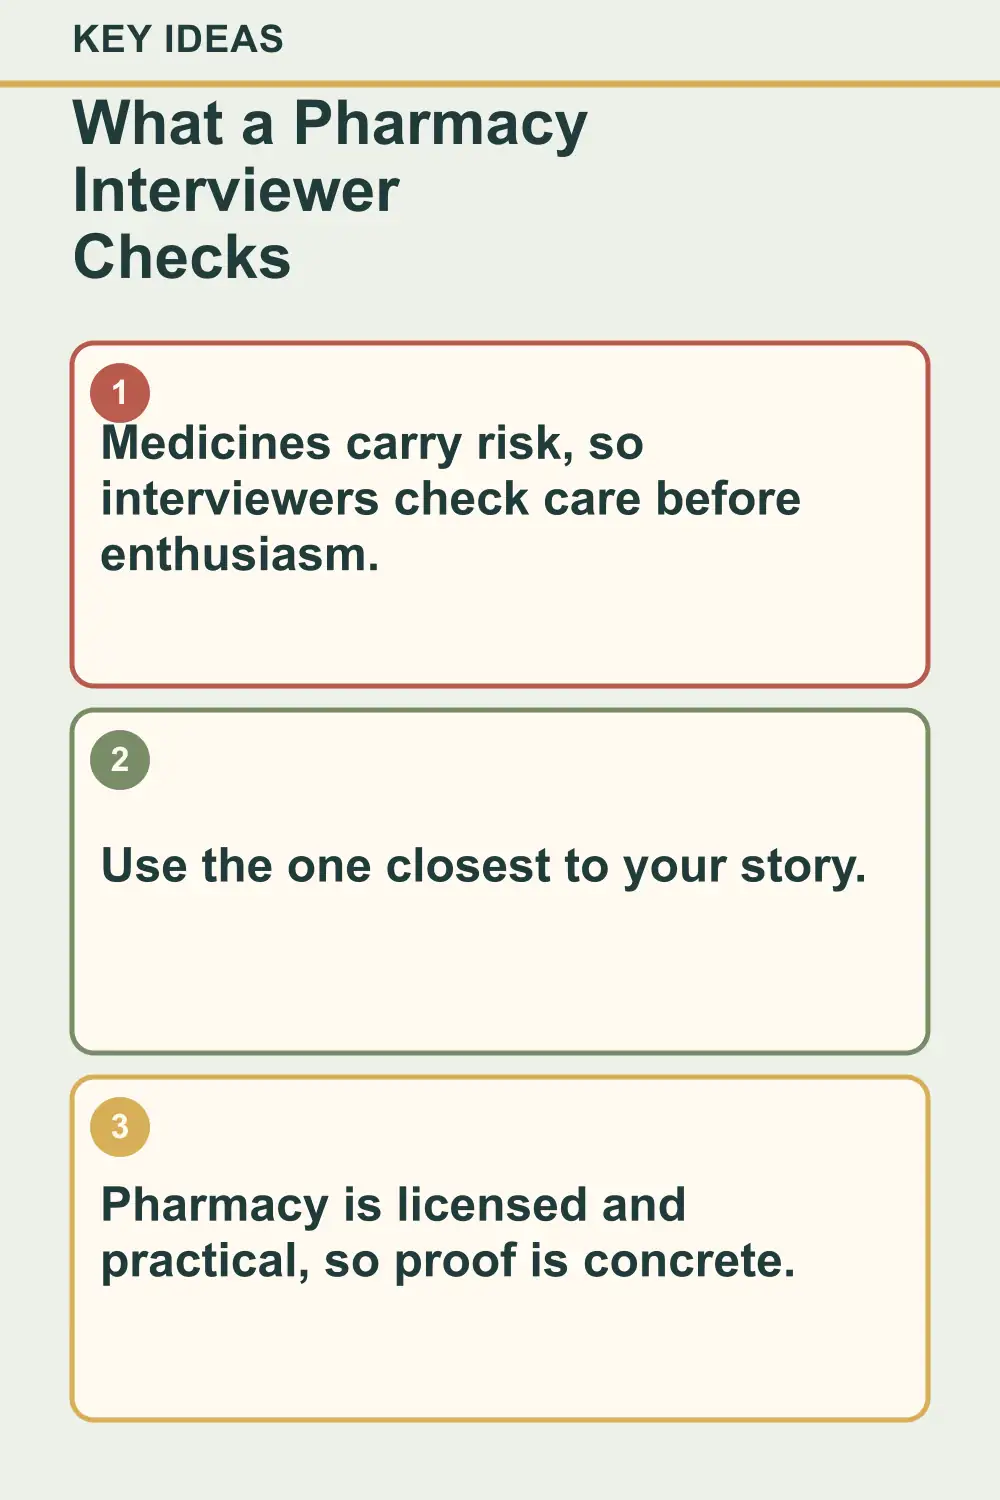 KEY IDEAS
What a Pharmacy
Interviewer
Checks
1
Medicines carry risk, so
interviewers check care before
enthusiasm.
2
Use the one closest to your story.
3
Pharmacy is licensed and
practical, so proof is concrete.